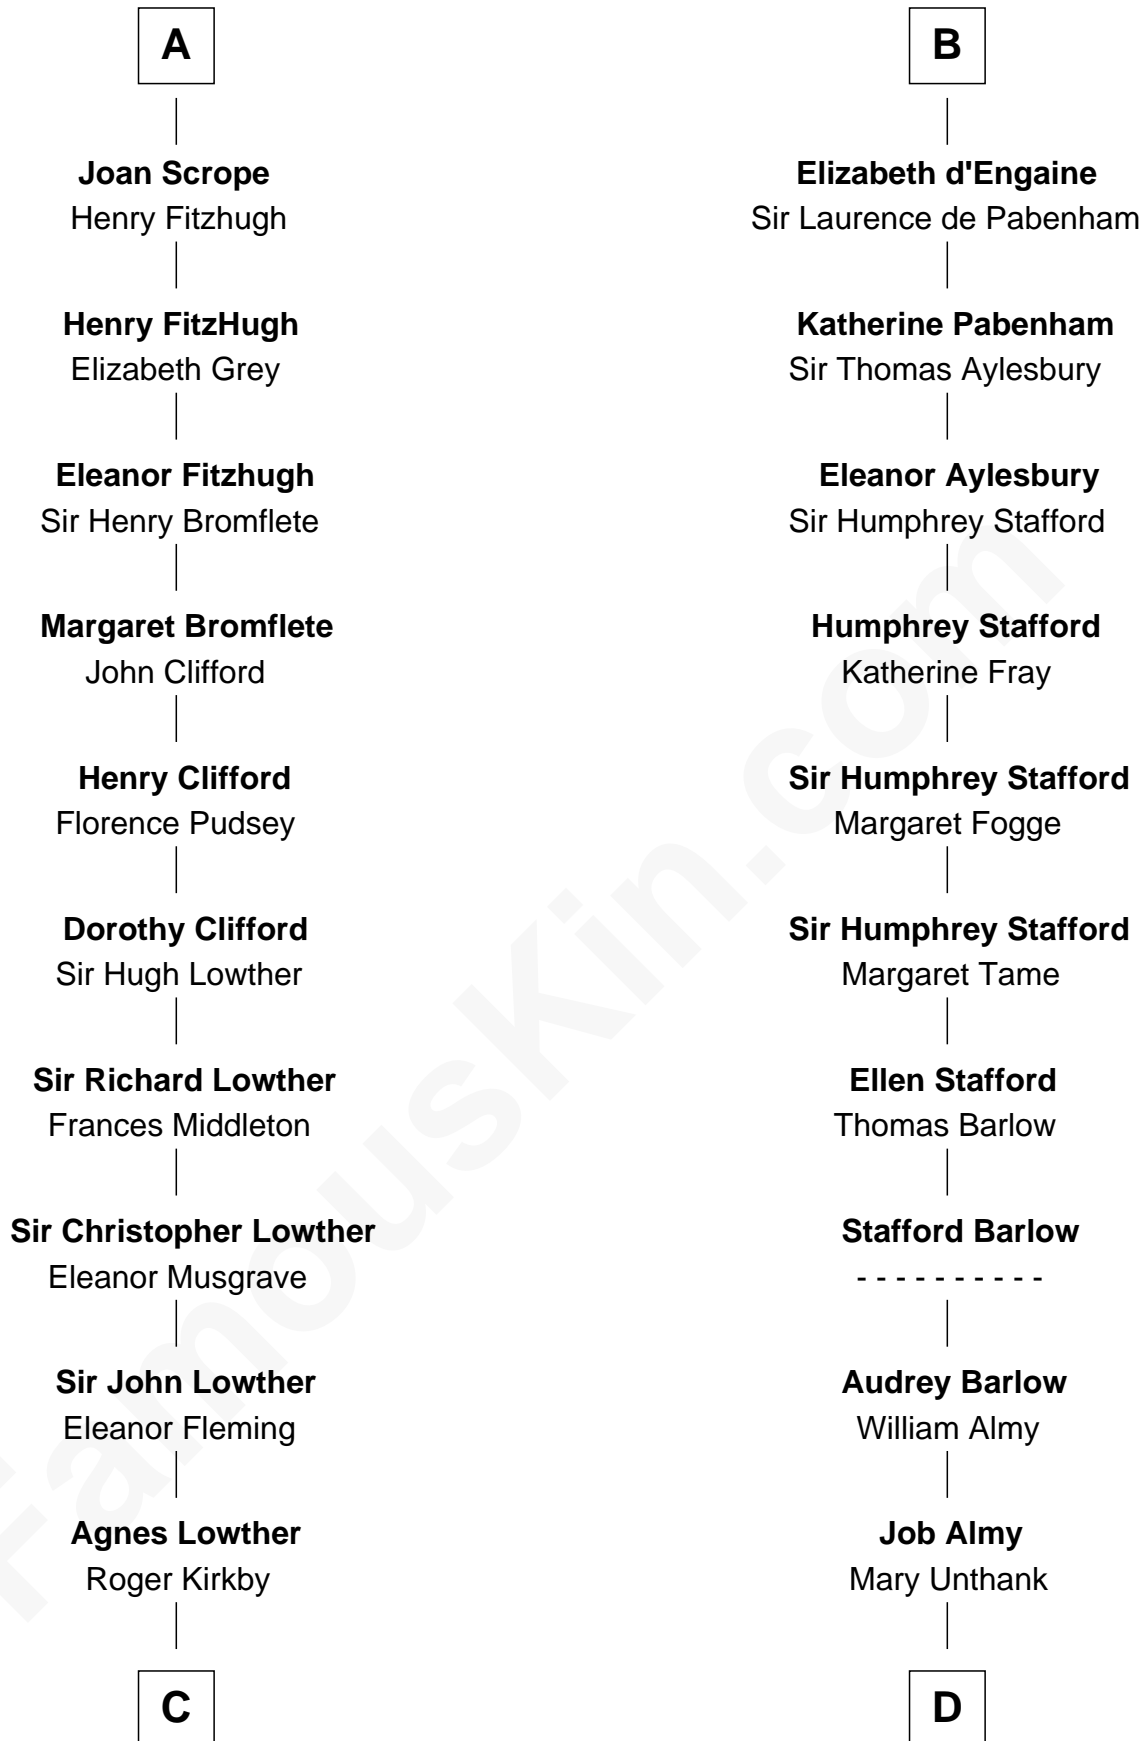 A
Joan Scrope
Henry Fitzhugh
Henry FitzHugh
Elizabeth Grey
Eleanor Fitzhugh
Sir Henry Bromflete
Margaret Bromflete
John Clifford
Henry Clifford
Florence Pudsey
Dorothy Clifford
Sir Hugh Lowther
Sir Richard Lowther
Frances Middleton
Sir Christopher Lowther
Eleanor Musgrave
Sir John Lowther
Eleanor Fleming
Agnes Lowther
Roger Kirkby
C
B
Elizabeth d'Engaine
Sir Laurence de Pabenham
Katherine Pabenham
Sir Thomas Aylesbury
Eleanor Aylesbury
Sir Humphrey Stafford
Humphrey Stafford
Katherine Fray
Sir Humphrey Stafford
Margaret Fogge
Sir Humphrey Stafford
Margaret Tame
Ellen Stafford
Thomas Barlow
Stafford Barlow
- - - - - - - - - -
Audrey Barlow
William Almy
Job Almy
Mary Unthank
D
FamousKin.com